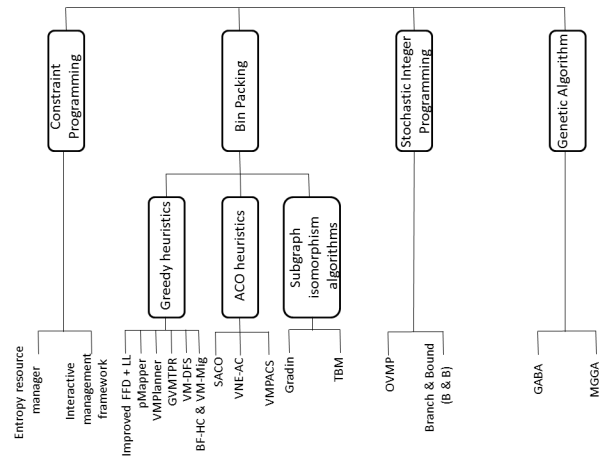 Constraint
Programming
Bin Packing
Stochastic Integer
Programming
Genetic Algorithm
Greedy heuristics
ACO heuristics
Subgraph
isomorphism
algorithms
Entropy resource
manager
Interactive
management
framework
Improved FFD + LL
pMapper
VMPlanner
GVMTPR
VM-DFS
BF-HC & VM-Mig
SACO
VNE-AC
VMPACS
Gradin
TBM
OVMP
Branch & Bound
(B & B)
GABA
MGGA